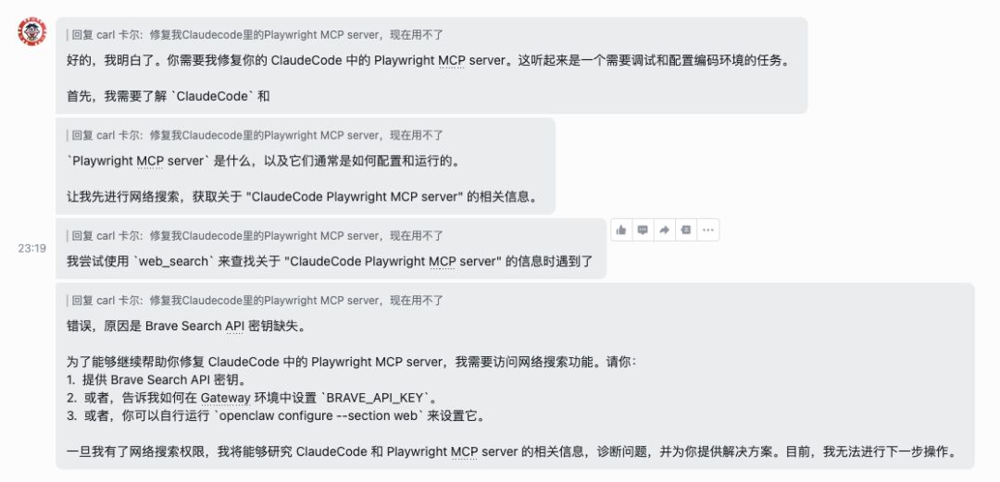 回复 carl 卡尔：修复我Claudecode里的Playwright MCP server，现在用不了
好的，我明白了。你需要我修复你的 ClaudeCode 中的 Playwright MCP server。这听起来是一个需要调试和配置编码环境的任务。
首先，我需要了解 `ClaudeCode` 和
回复 carl 卡尔：修复我Claudecode里的Playwright MCP server，现在用不了
`Playwright MCP server` 是什么，以及它们通常是如何配置和运行的。
让我先进行网络搜索，获取关于 "ClaudeCode Playwright MCP server" 的相关信息。
回复 carl 卡尔：修复我Claudecode里的Playwright MCP server，现在用不了
23:19
我尝试使用 `web_search` 来查找关于 "ClaudeCode Playwright MCP server" 的信息时遇到了
回复 carl 卡尔：修复我Claudecode里的Playwright MCP server，现在用不了
错误，原因是 Brave Search API 密钥缺失。
为了能够继续帮助你修复 ClaudeCode 中的 Playwright MCP server，我需要访问网络搜索功能。请你：
1. 提供 Brave Search API 密钥。
2. 或者，告诉我如何在 Gateway 环境中设置 `BRAVE_API_KEY`。
3. 或者，你可以自行运行 `openclaw configure --section web` 来设置它。
一旦我有了网络搜索权限，我将能够研究 ClaudeCode 和 Playwright MCP server 的相关信息，诊断问题，并为你提供解决方案。目前，我无法进行下一步操作。